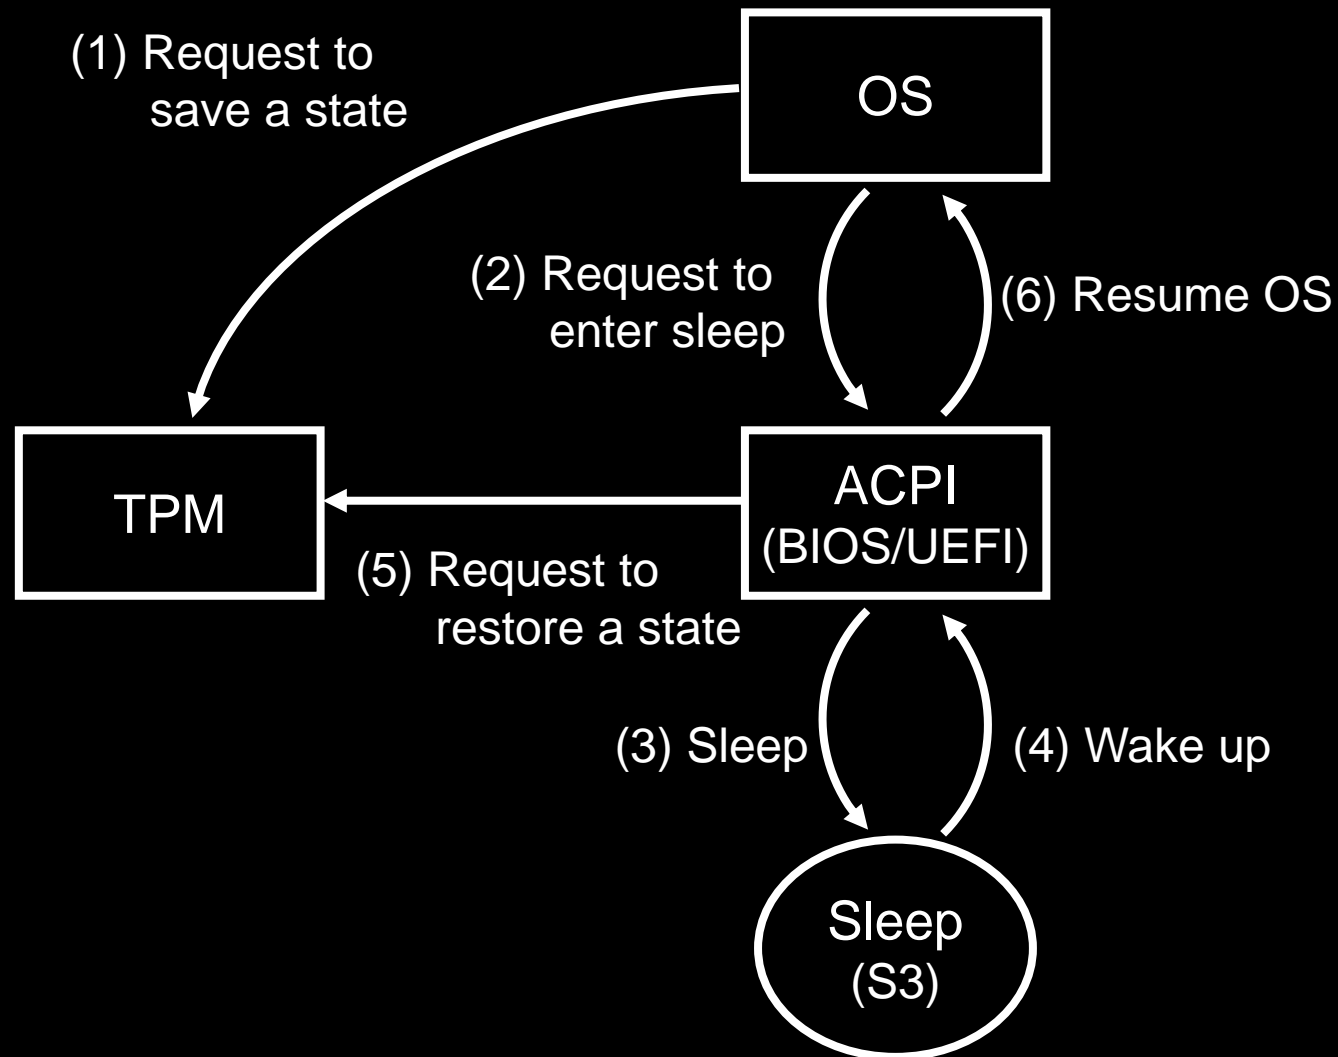 (1) Request to
save a state
OS
(2) Request to
enter sleep
(6) Resume OS
TPM
ACPI
(BIOS/UEFI)
(5) Request to
restore a state
(3) Sleep
(4) Wake up
Sleep
(S3)